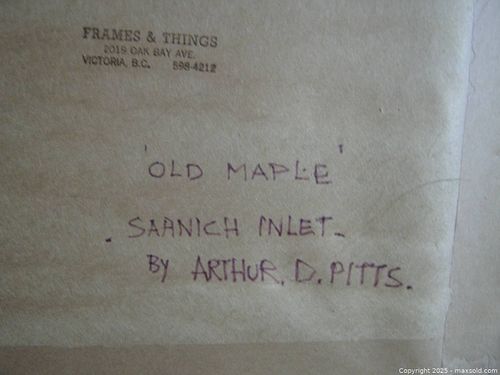 FRAMES & THINGS
2019 OAK BAY AVE.
VICTORIA, B.C. 598-4212
'OLD MAPLE'
. SAANICH INLET-
BY ARTHUR. D. PITTS.
Copyright © 2025 - maxsold.com